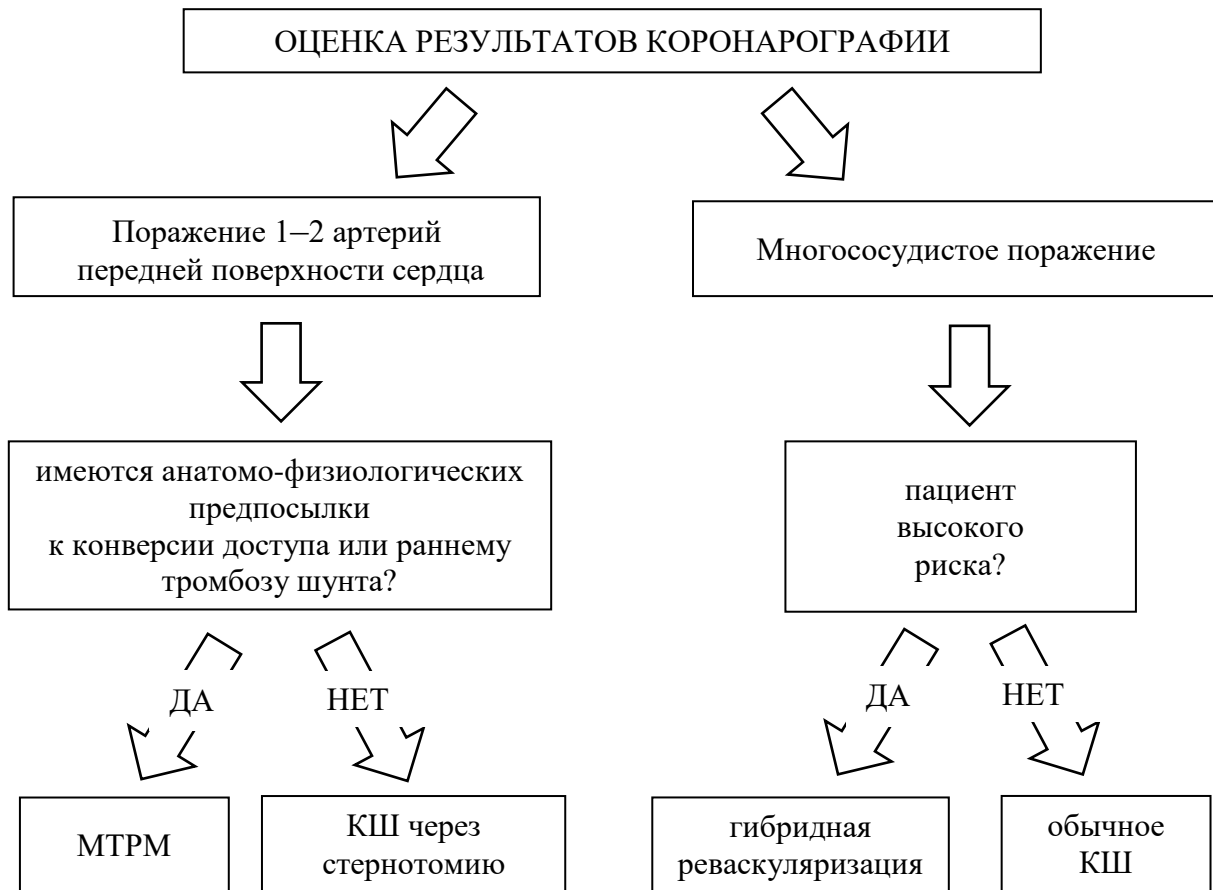 ОЦЕНКА РЕЗУЛЬТАТОВ КОРОНАРОГРАФИИ
Поражение 1–2 артерий
передней поверхности сердца
Многососудистое поражение
имеются анатомо-физиологических
предпосылки
к конверсии доступа или раннему
тромбозу шунта?
пациент
высокого
риска?
ДА
НЕТ
ДА
НЕТ
МТРМ
КШ через
стернотомию
гибридная
реваскуляризация
обычное
КШ